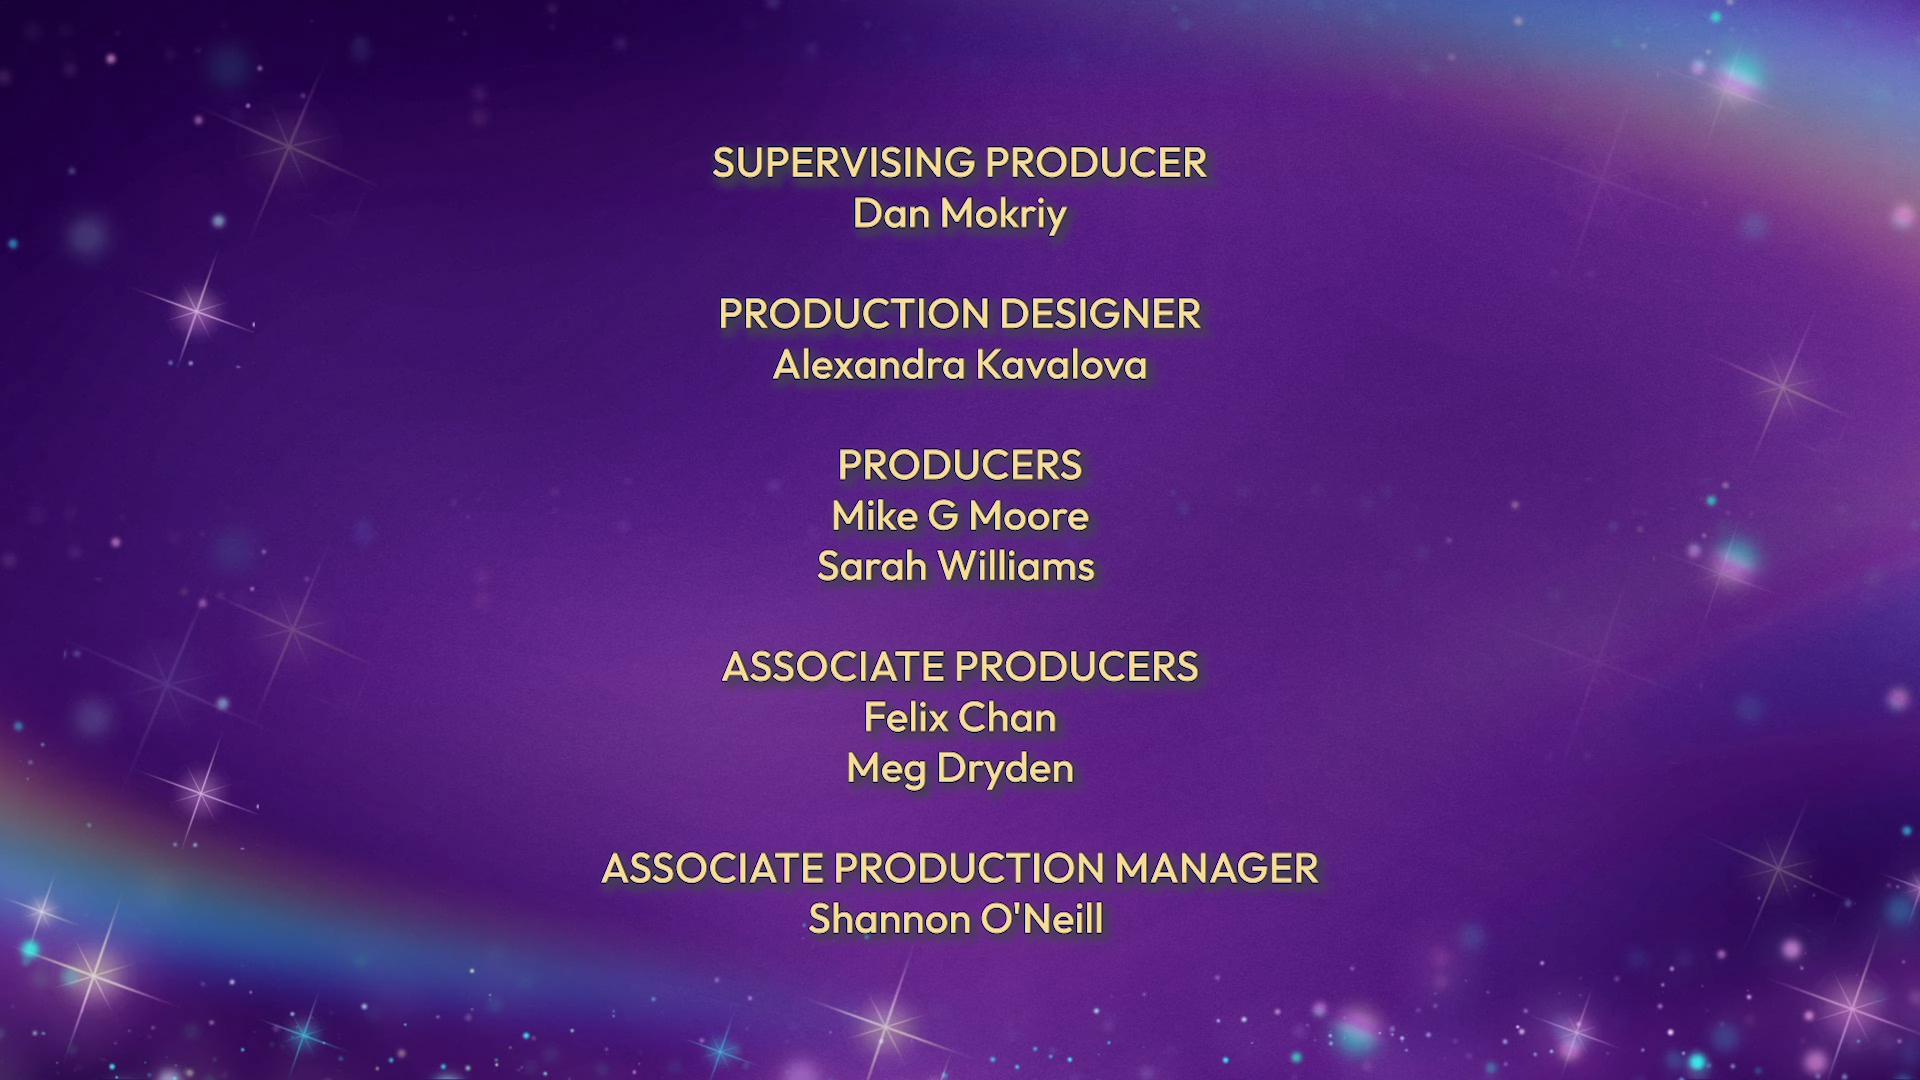 SUPERVISING PRODUCER
Dan Mokriy
PRODUCTION DESIGNER
Alexandra Kavalova
PRODUCERS
Mike G Moore
Sarah Williams
ASSOCIATE PRODUCERS
Felix Chan
Meg Dryden
ASSOCIATE PRODUCTION MANAGER
Shannon O'Neill